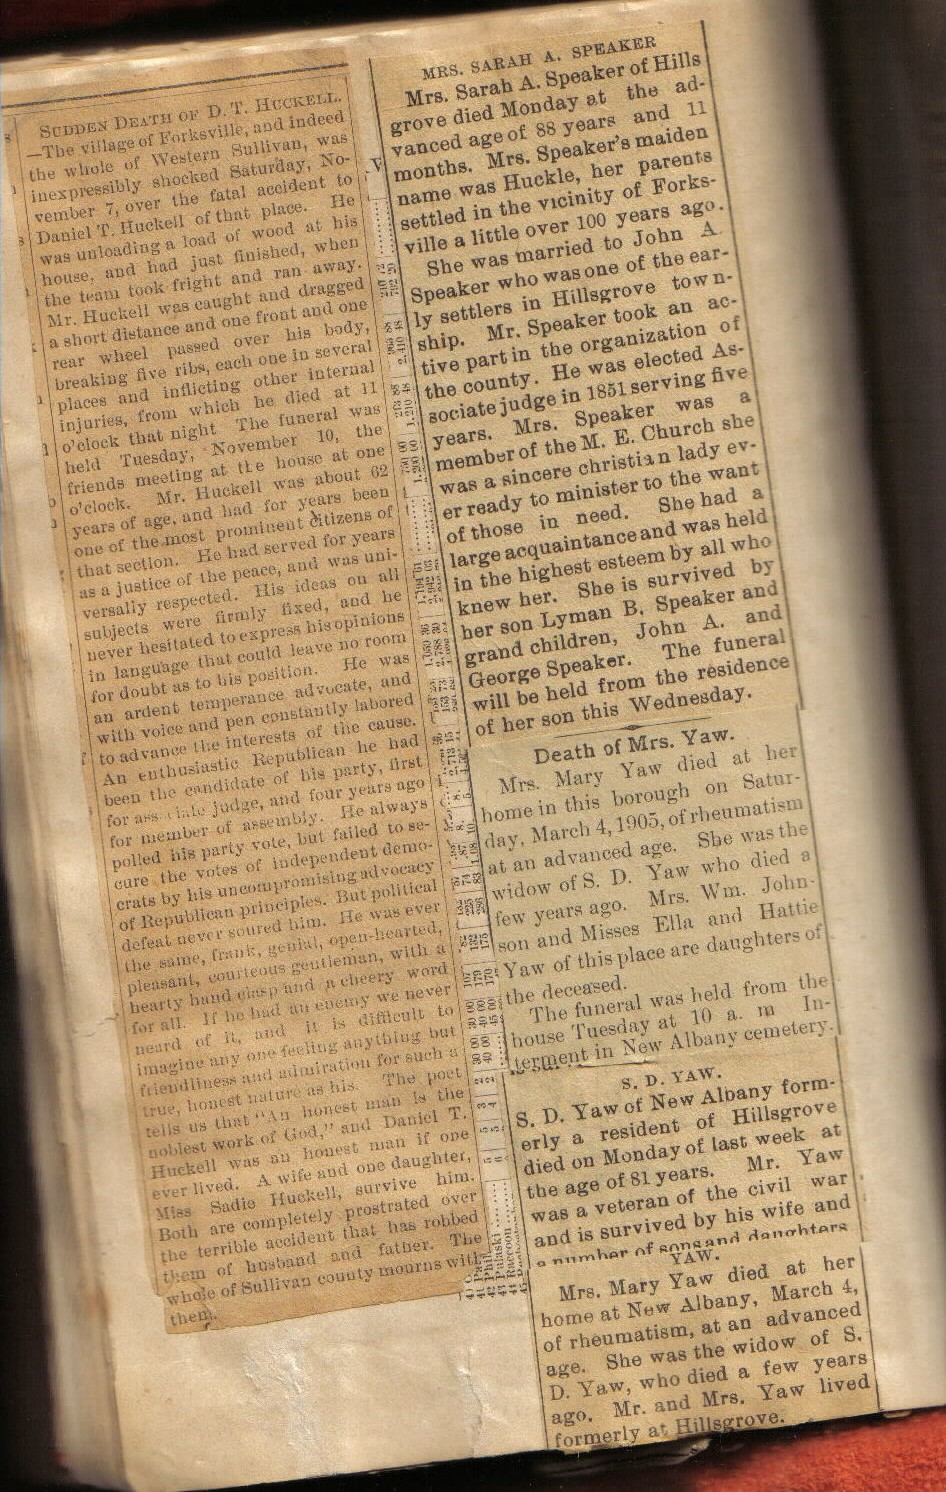 SUDDEN DEATH OF D. T. HUCKELL.
—The village of Forksville, and indeed
the whole of Western Sullivan, was
inexpressibly shocked Saturday, No-
vember 7, over the fatal accident to
Daniel T. Huckell of that place. He
was unloading a load of wood at his
house, and had just finished, when
the team took fright and ran away.
Mr. Huckell was caught and dragged
a short distance and one front and one
rear wheel passed over his body,
breaking five ribs, each one in several
places and inflicting other internal
injuries, from which he died at 11
o'clock that night The funeral was
held Tuesday, November 10, the
friends meeting at the house at one
o'clock. Mr. Huckell was about 62
years of age, and had for years been
one of the most prominent citizens of
that section. He had served for years
as a justice of the peace, and was uni-
versally respected. His ideas on all
subjects were firmly fixed, and he
never hesitated to express his opinions
in language that could leave no room
for doubt as to his position. He was
an ardent temperance advocate, and
with voice and pen constantly labored
to advance the interests of the cause.
An enthusiastic Republican he had
been the candidate of his party, first
for ass ciate judge, and four years ago
for member of assembly. He always
polled his party vote, but failed to se-
cure the votes of independent demo-
crats by his uncompromising advocacy
of Republican principles. But political
defeat never soured him. He was ever
the same, frank, genial, open-hearted,
pleasant, courteous gentleman, with a
hearty hand clasp and a cheery word
for all. If he had an enemy we never
heard of it, and it is difficult to
imagine any one feeling anything but
friendliness and admiration for such a
true, honest nature as his. The poet
tells us that "An honest man is the
noblest work of God," and Daniel T.
Huckell was an honest man if one
ever lived. A wife and one daughter,
Miss Sadie Huckell, survive him.
Both are completely prostrated over
the terrible accident that has robbed
them of husband and father. The
whole of Sullivan county mourns with
them.
MRS. SARAH A. SPEAKER
Mrs. Sarah A. Speaker of Hills
grove died Monday at the ad-
vanced age of 88 years and 11
months. Mrs. Speaker's maiden
name was Huckle, her parents
settled in the vicinity of Forks-
ville a little over 100 years ago.
She was married to John A
Speaker who was one of the ear-
ly settlers in Hillsgrove town-
ship. Mr. Speaker took an ac-
tive part in the organization of
the county. He was elected As-
sociate judge in 1851 serving five
years. Mrs. Speaker was a
member of the M. E. Church she
was a sincere christian lady ev-
er ready to minister to the want
of those in need. She had a
large acquaintance and was held
in the highest esteem by all who
knew her. She is survived by
her son Lyman B. Speaker and
grand children, John A. and
George Speaker. The funeral
will be held from the residence
of her son this Wednesday.
Death of Mrs. Yaw.
Mrs. Mary Yaw died at her
home in this borough on Satur-
day, March 4, 1905, of rheumatism
at an advanced age. She was the
widow of S. D. Yaw who died a
few years ago. Mrs. Wm. John-
son and Misses Ella and Hattie
Yaw of this place are daughters of
the deceased.
The funeral was held from the
house Tuesday at 10 a. m In-
terment in New Albany cemetery.
S. D. YAW.
S. D. Yaw of New Albany form-
erly a resident of Hillsgrove
died on Monday of last week at
the age of 81 years. Mr. Yaw
was a veteran of the civil war
and is survived by his wife and
a number of sons and daughters
YAW.
Mrs. Mary Yaw died at her
home at New Albany, March 4,
of rheumatism, at an advanced
age. She was the widow of S.
D. Yaw, who died a few years
ago. Mr. and Mrs. Yaw lived
formerly at Hillsgrove.